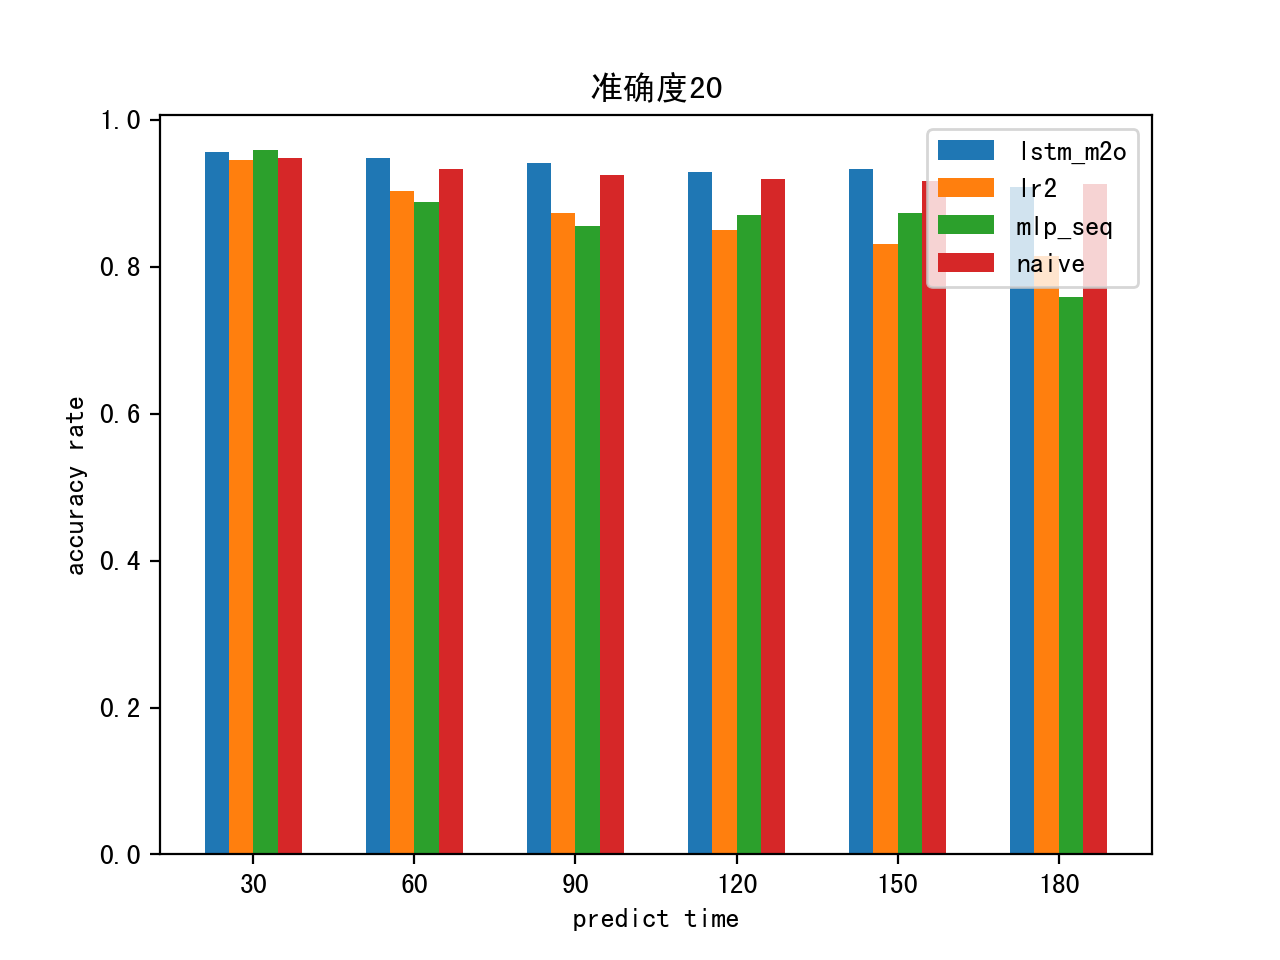 准确度20
1.0
0.8
0.6
0.4
0.2
0.0
accuracy rate
lstm_m2o
lr2
mlp_seq
naive
30 60 90 120 150 180
predict time